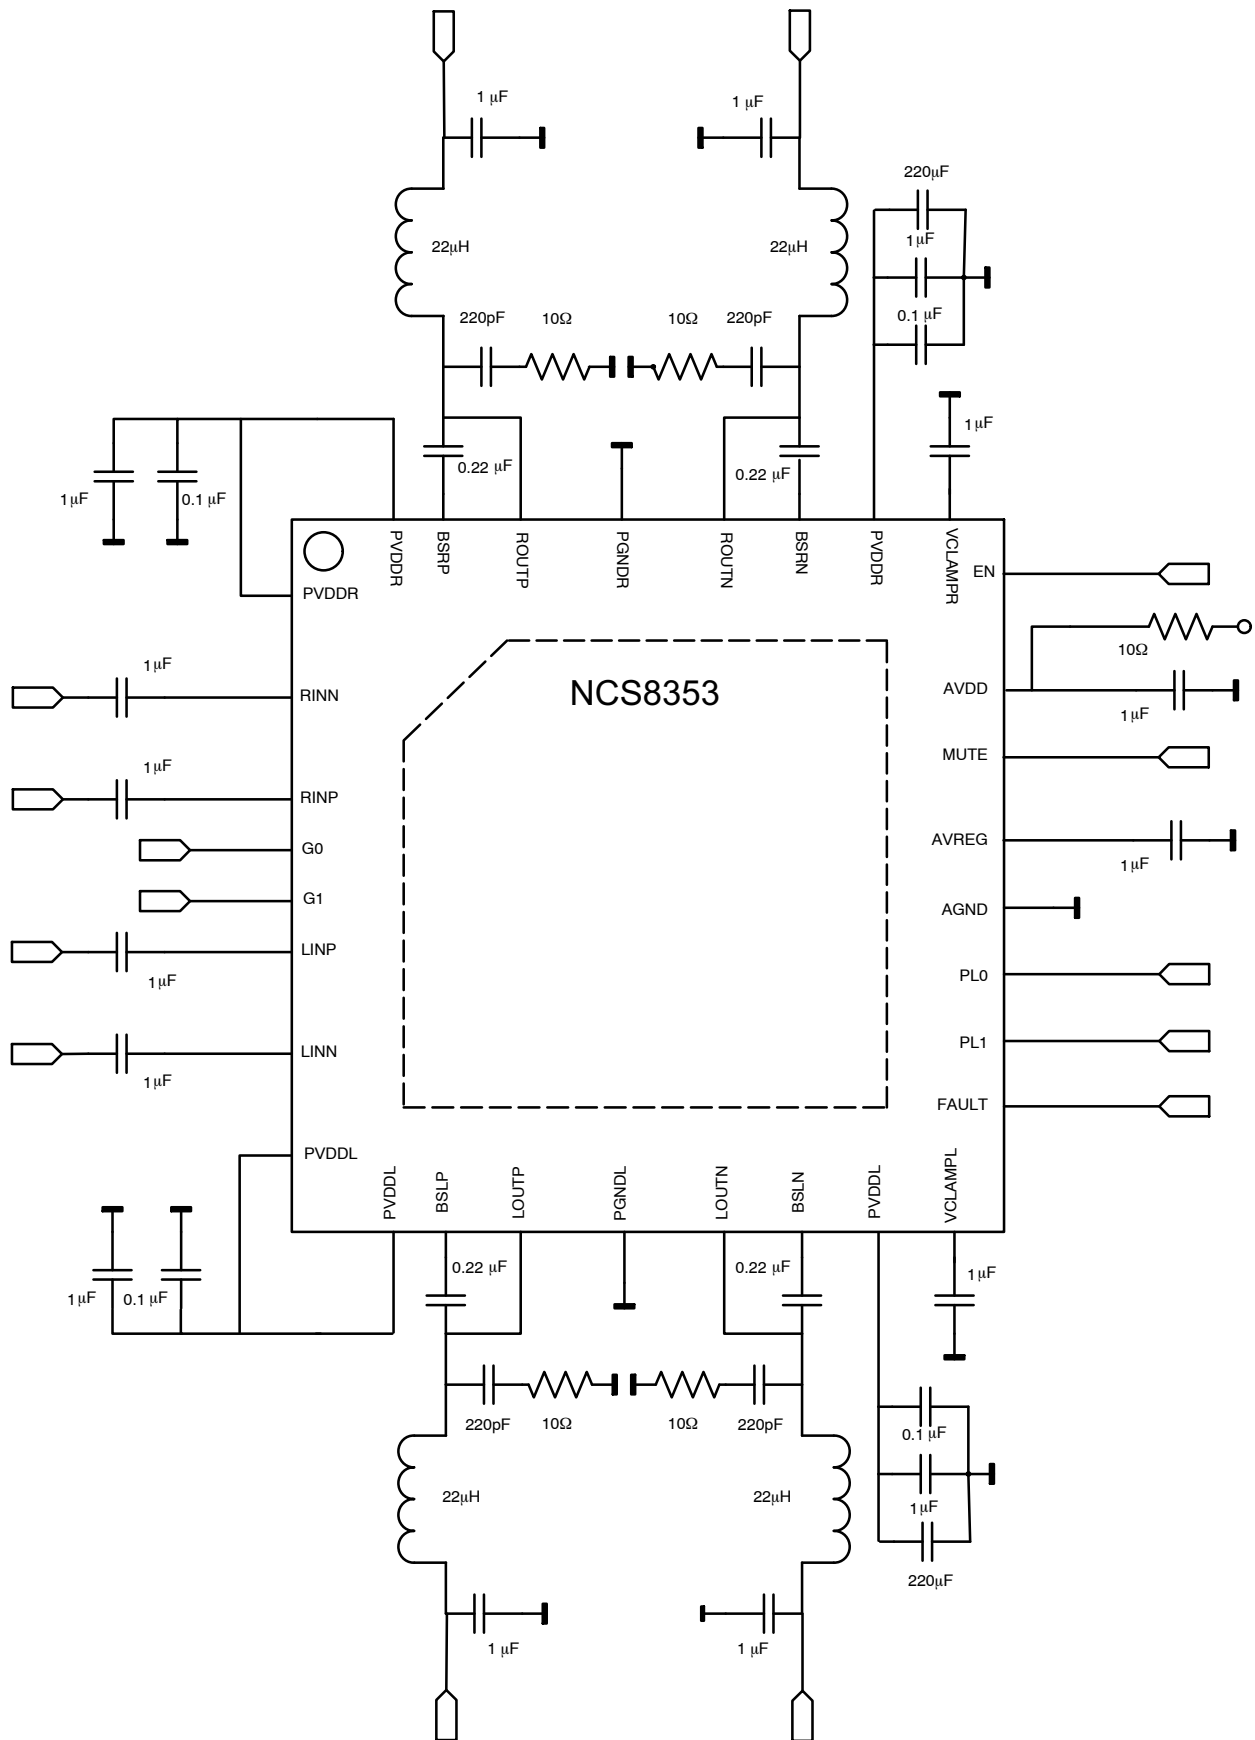 1 μF
1 μF
220μF
1μF
22μH
22μH
0.1 μF
220pF
10Ω
10Ω
220pF
1μF
0.22 μF
0.22 μF
1μF
0.1 μF
PVDDR
BSRP
ROUTP
PGNDR
ROUTN
BSRN
PVDDR
VCLAMPR
EN
PVDDR
10Ω
1μF
RINN
NCS8353
AVDD
1μF
MUTE
1μF
RINP
G0
AVREG
1μF
G1
AGND
LINP
1μF
PL0
PL1
LINN
1μF
FAULT
PVDDL
PVDDL
BSLP
LOUTP
PGNDL
LOUTN
BSLN
PVDDL
VCLAMPL
0.22 μF
0.22 μF
1μF
1μF
0.1 μF
220pF
10Ω
10Ω
220pF
0.1 μF
22μH
22μH
1μF
220μF
1 μF
1 μF